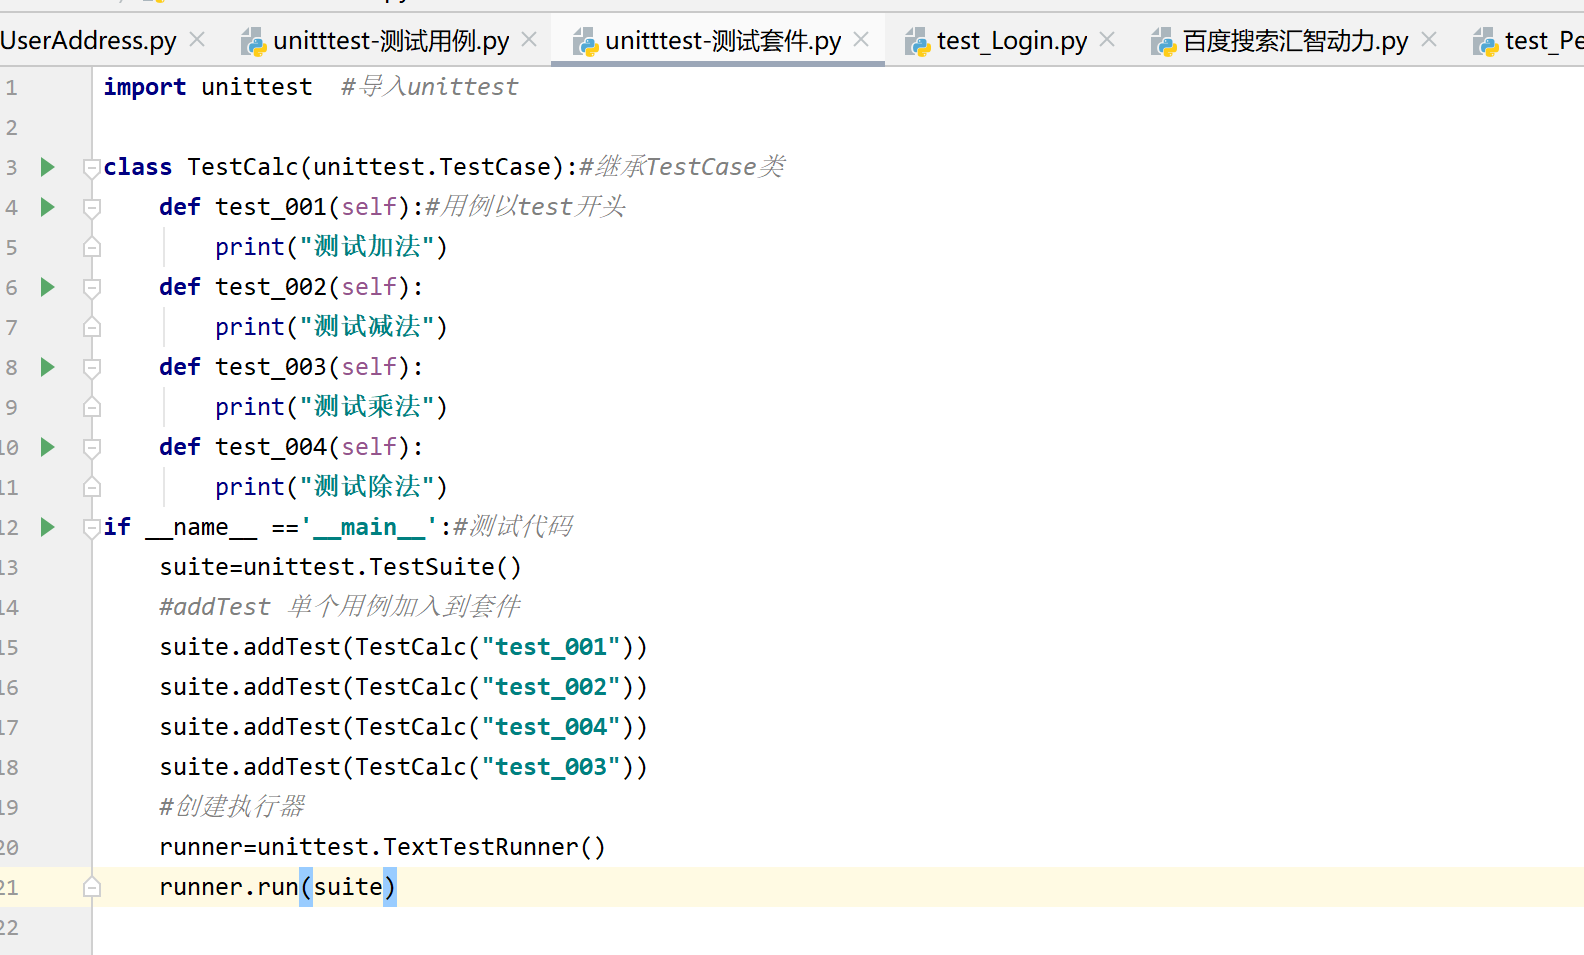 UserAddress.py unitttest-测试用例.py unitttest-测试套件.py test_Login.py 百度搜索汇智动力.py test_Pe
1 import unittest  #导入unittest
2
3 class TestCalc(unittest.TestCase):#继承TestCase类
4     def test_001(self):#用例以test开头
5         print("测试加法")
6     def test_002(self):
7         print("测试减法")
8     def test_003(self):
9         print("测试乘法")
10     def test_004(self):
11         print("测试除法")
12 if __name__ =='__main__':#测试代码
13     suite=unittest.TestSuite()
14     #addTest 单个用例加入到套件
15     suite.addTest(TestCalc("test_001"))
16     suite.addTest(TestCalc("test_002"))
17     suite.addTest(TestCalc("test_004"))
18     suite.addTest(TestCalc("test_003"))
19     #创建执行器
20     runner=unittest.TextTestRunner()
21     runner.run(suite)
22